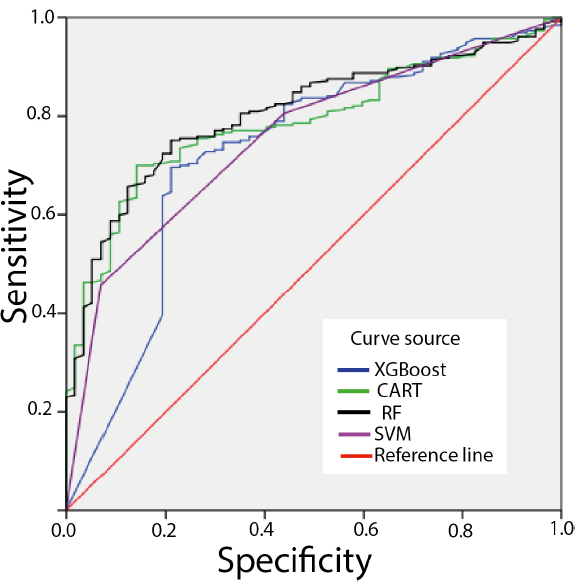 1.0
0.8
0.6
0.4
0.2
Sensitivity
Curve source
XGBoost
CART
RF
SVM
Reference line
0.0 0.2 0.4 0.6 0.8 1.0
Specificity